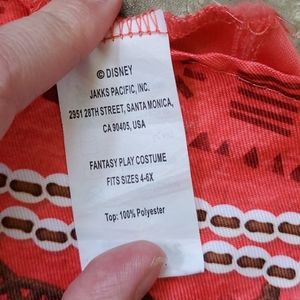 © DISNEY
JAKKS PACIFIC, INC.
2951 28TH STREET, SANTA MONICA,
CA 90405, USA
FANTASY PLAY COSTUME
FITS SIZES 4-6X
Top: 100% Polyester